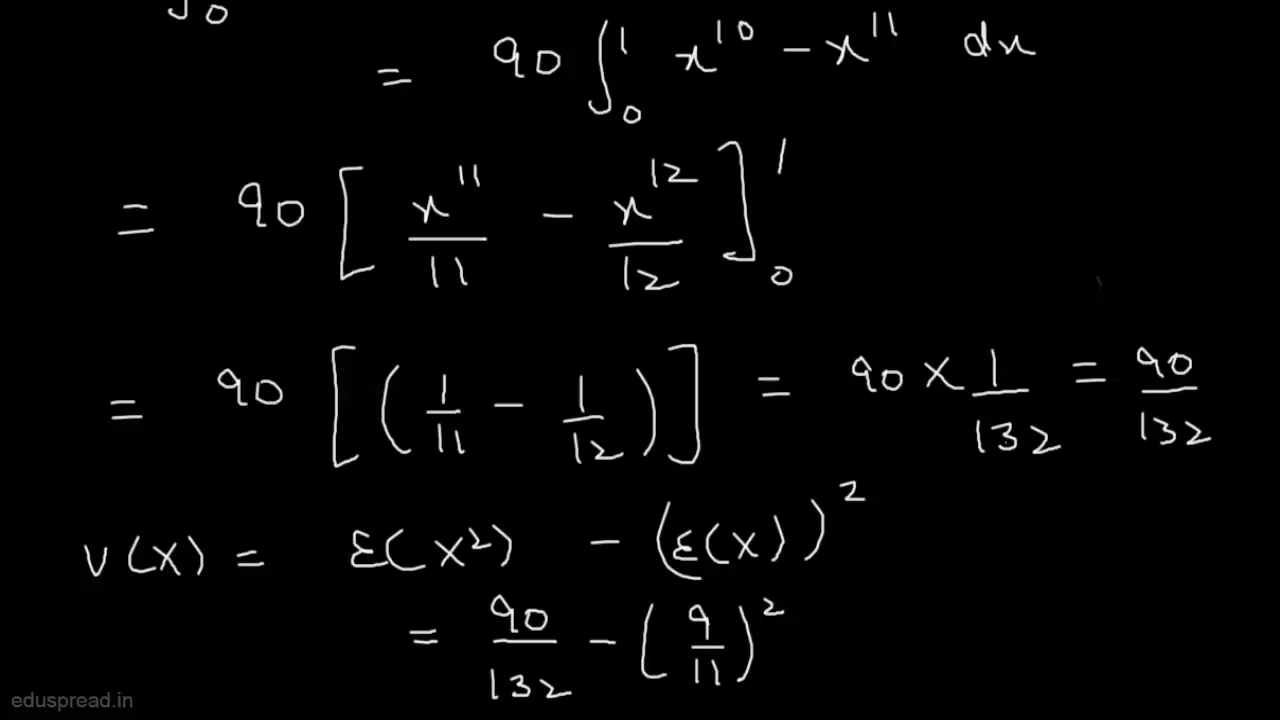 ∫₀
= 90 ∫₀¹ x¹⁰ − x¹¹ dx
= 90 [ x¹¹/11 − x¹²/12 ]₀¹
= 90 [ ( 1/11 − 1/12 ) ] = 90 × 1/132 = 90/132
V(X) = E(X²) − (E(X))²
= 90/132 − (9/11)²
eduspread.in